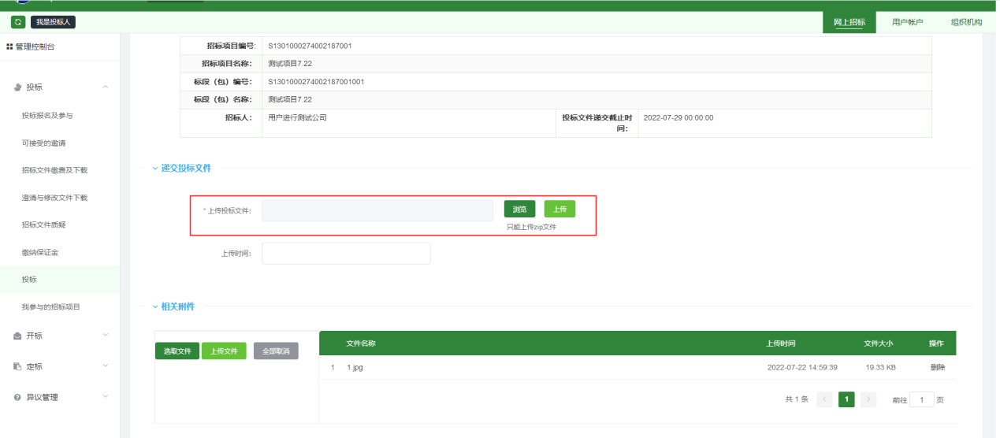 我是投标人
网上招标 用户帐户 组织机构
管理控制台
投标
投标报名及参与
可接受的邀请
招标文件缴费及下载
澄清与修改文件下载
招标文件质疑
缴纳保证金
投标
我参与的招标项目
开标
定标
异议管理
招标项目编号: S1301000274002187001
招标项目名称: 测试项目7.22
标段（包）编号: S1301000274002187001001
标段（包）名称: 测试项目7.22
招标人: 用户进行测试公司
投标文件递交截止时间: 2022-07-29 00:00:00
递交投标文件
* 上传投标文件: 浏览 上传
只能上传zip文件
上传时间:
相关附件
选取文件 上传文件 全部取消
文件名称 上传时间 文件大小 操作
1 1.jpg 2022-07-22 14:59:39 19.33 KB 删除
共 1 条 < 1 > 前往 1 页